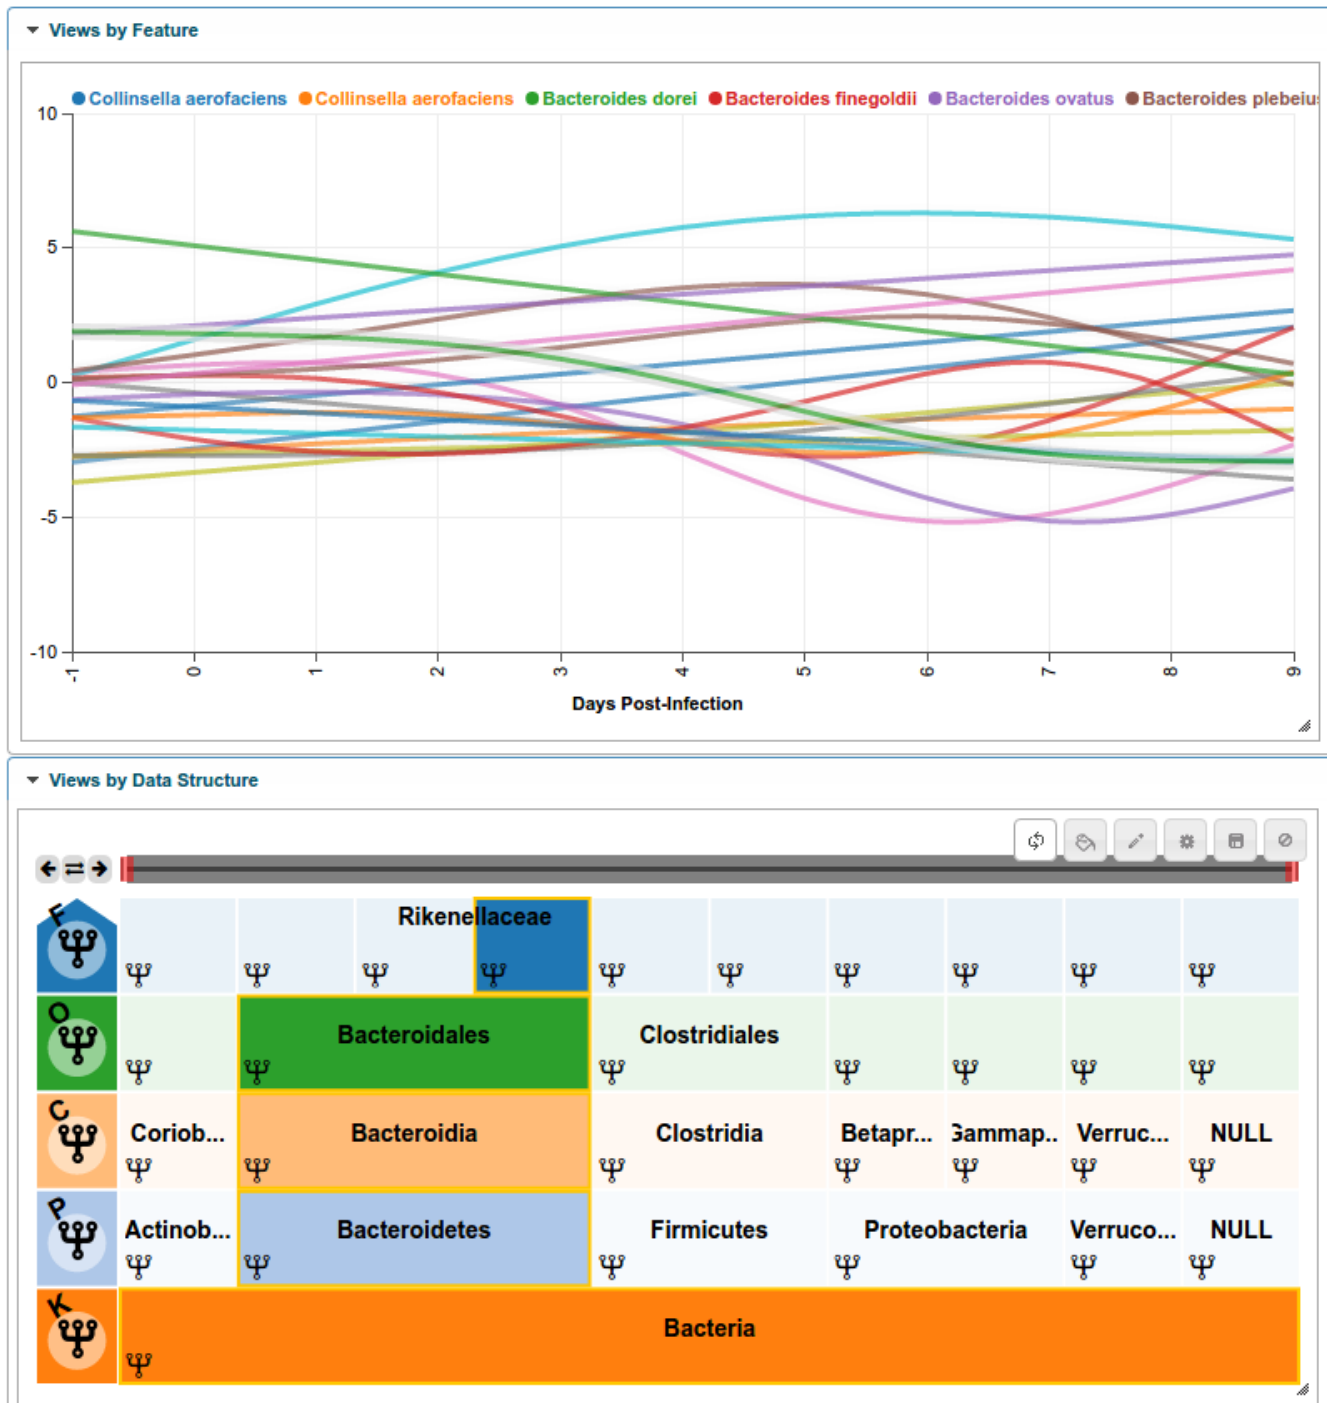 Views by Feature
Collinsella aerofaciens Collinsella aerofaciens Bacteroides dorei Bacteroides finegoldii Bacteroides ovatus Bacteroides plebeius
10
5
0
-5
-10
-1 0 1 2 3 4 5 6 7 8 9
Days Post-Infection
Views by Data Structure
F Rikenellaceae
O Bacteroidales Clostridiales
C Coriob... Bacteroidia Clostridia Betapr... Gammap.. Verruc... NULL
P Actinob... Bacteroidetes Firmicutes Proteobacteria Verruco... NULL
K Bacteria